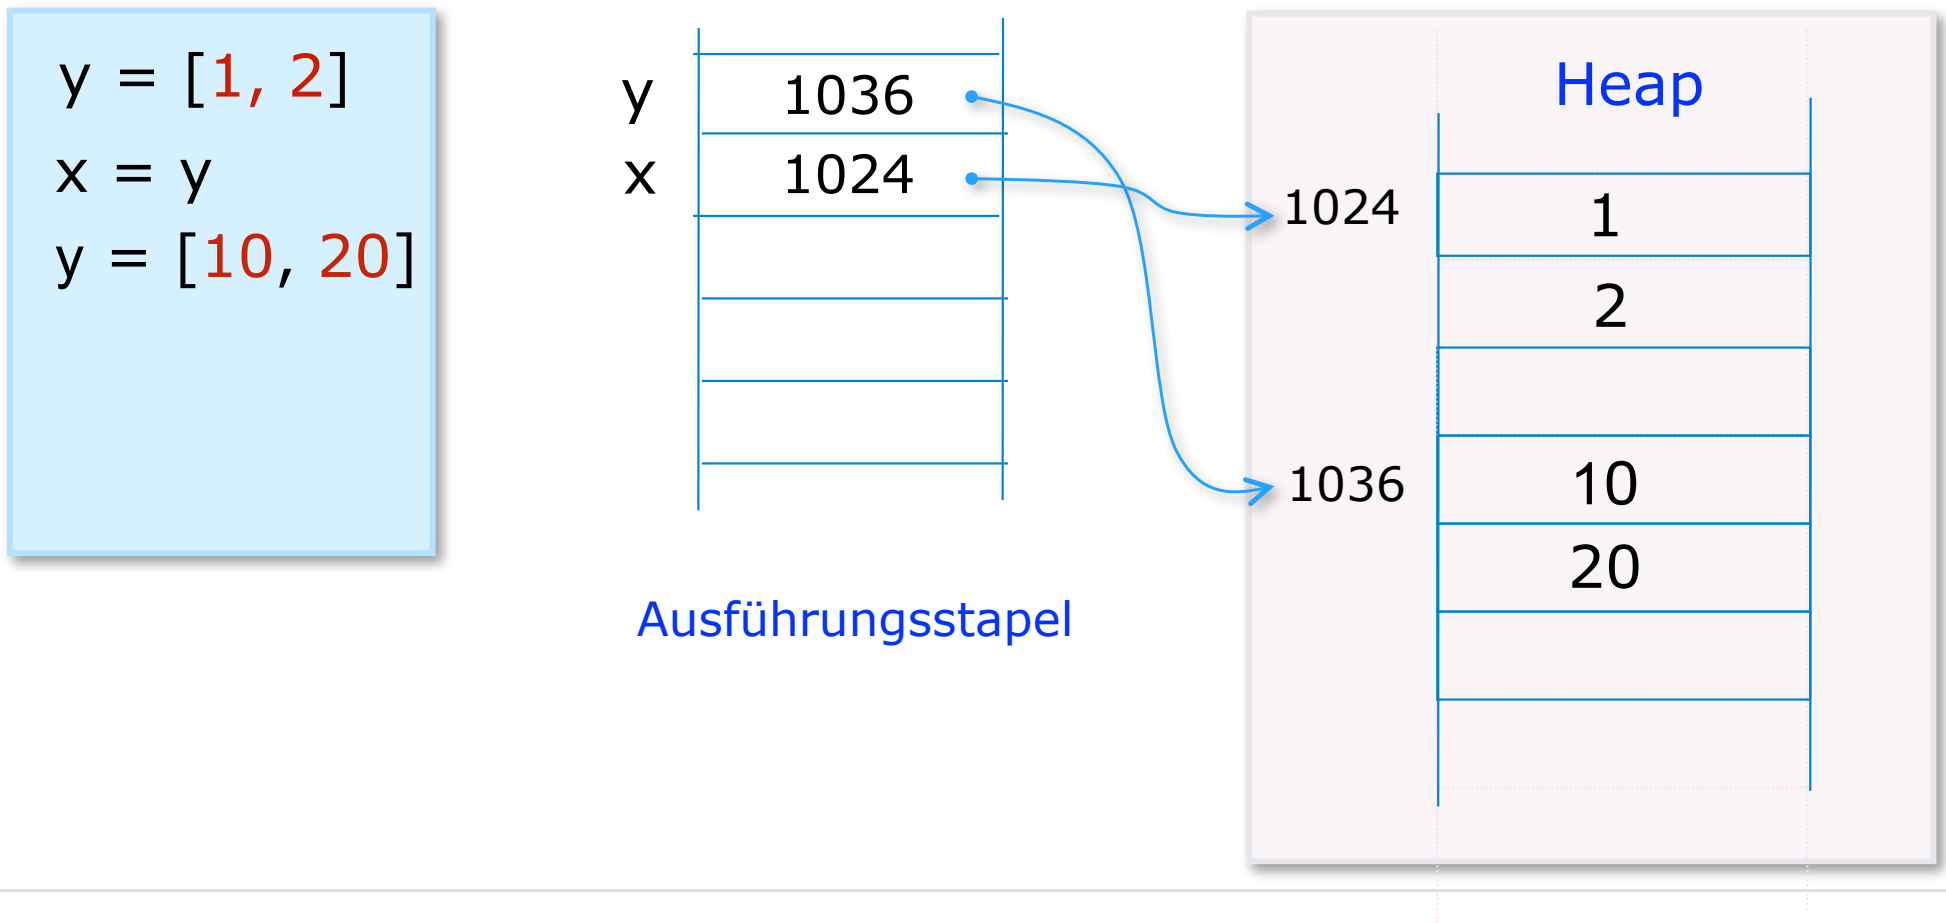 y = [1, 2]
x = y
y = [10, 20]
y 1036
x 1024
Ausführungsstapel
Heap
1024 1
2
1036 10
20